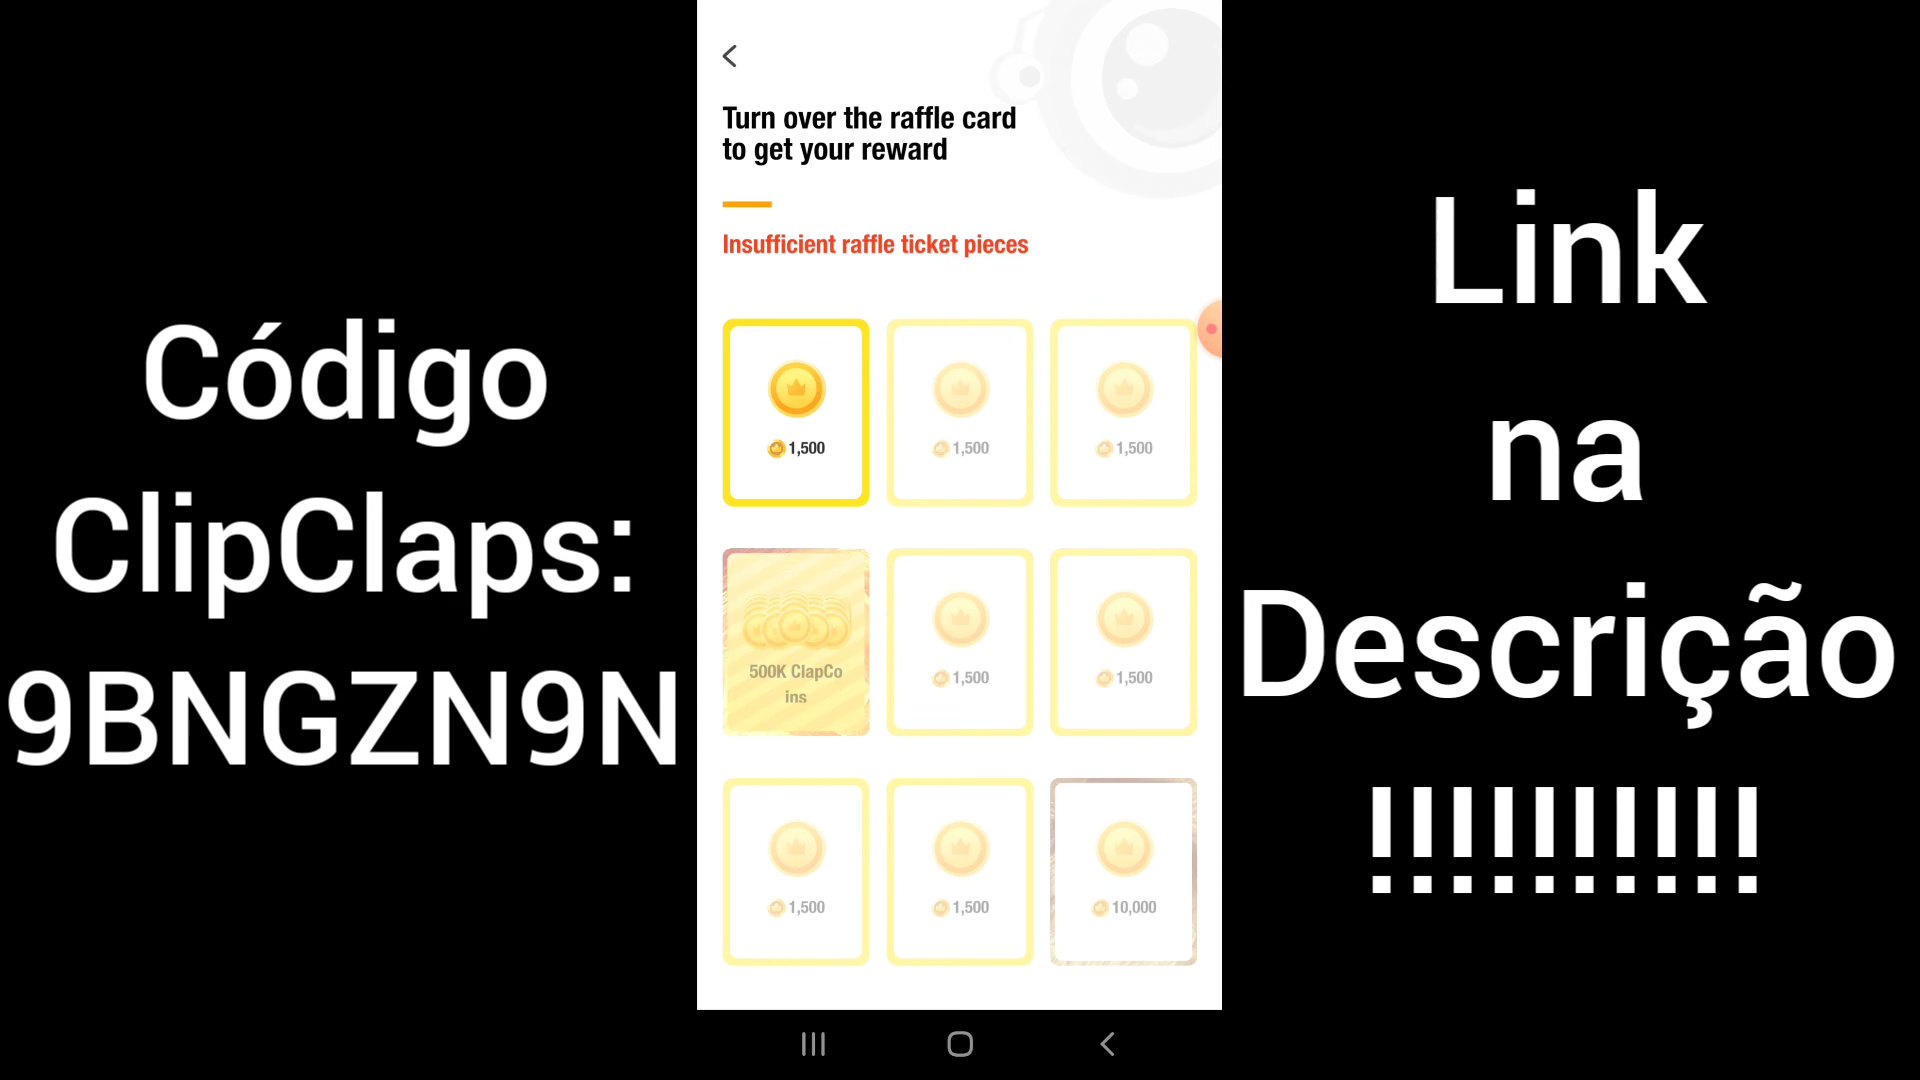 Código
ClipClaps:
9BNGZN9N
Turn over the raffle card
to get your reward
Insufficient raffle ticket pieces
1,500
1,500
1,500
500K ClapCo
ins
1,500
1,500
1,500
1,500
10,000
Link
na
Descrição
!!!!!!!!!!